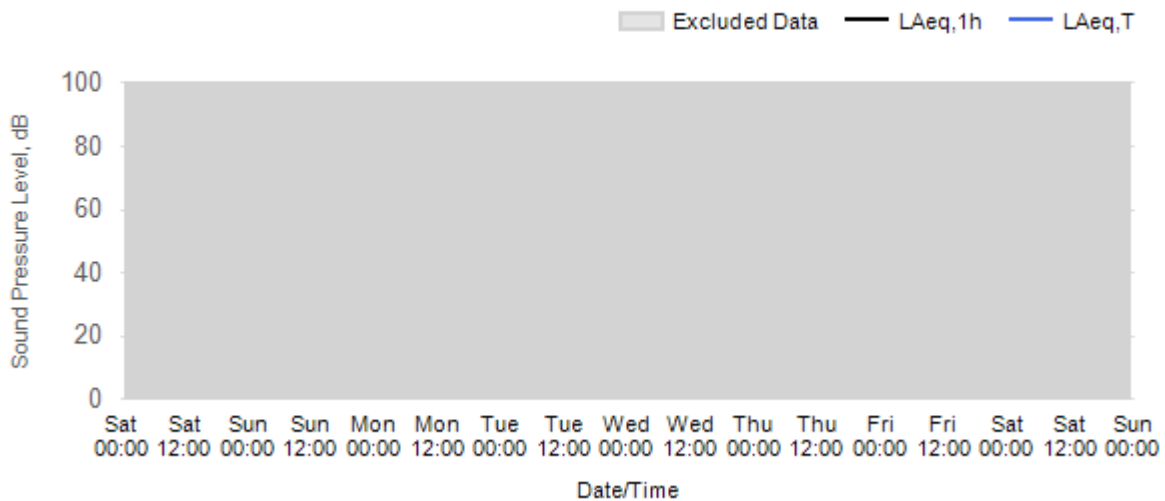 Excluded Data LAeq,1h LAeq,T
Sound Pressure Level, dB
100
80
60
40
20
0
Sat Sat Sun Sun Mon Mon Tue Tue Wed Wed Thu Thu Fri Fri Sat Sat Sun
00:00 12:00 00:00 12:00 00:00 12:00 00:00 12:00 00:00 12:00 00:00 12:00 00:00 12:00 00:00 12:00 00:00
Date/Time